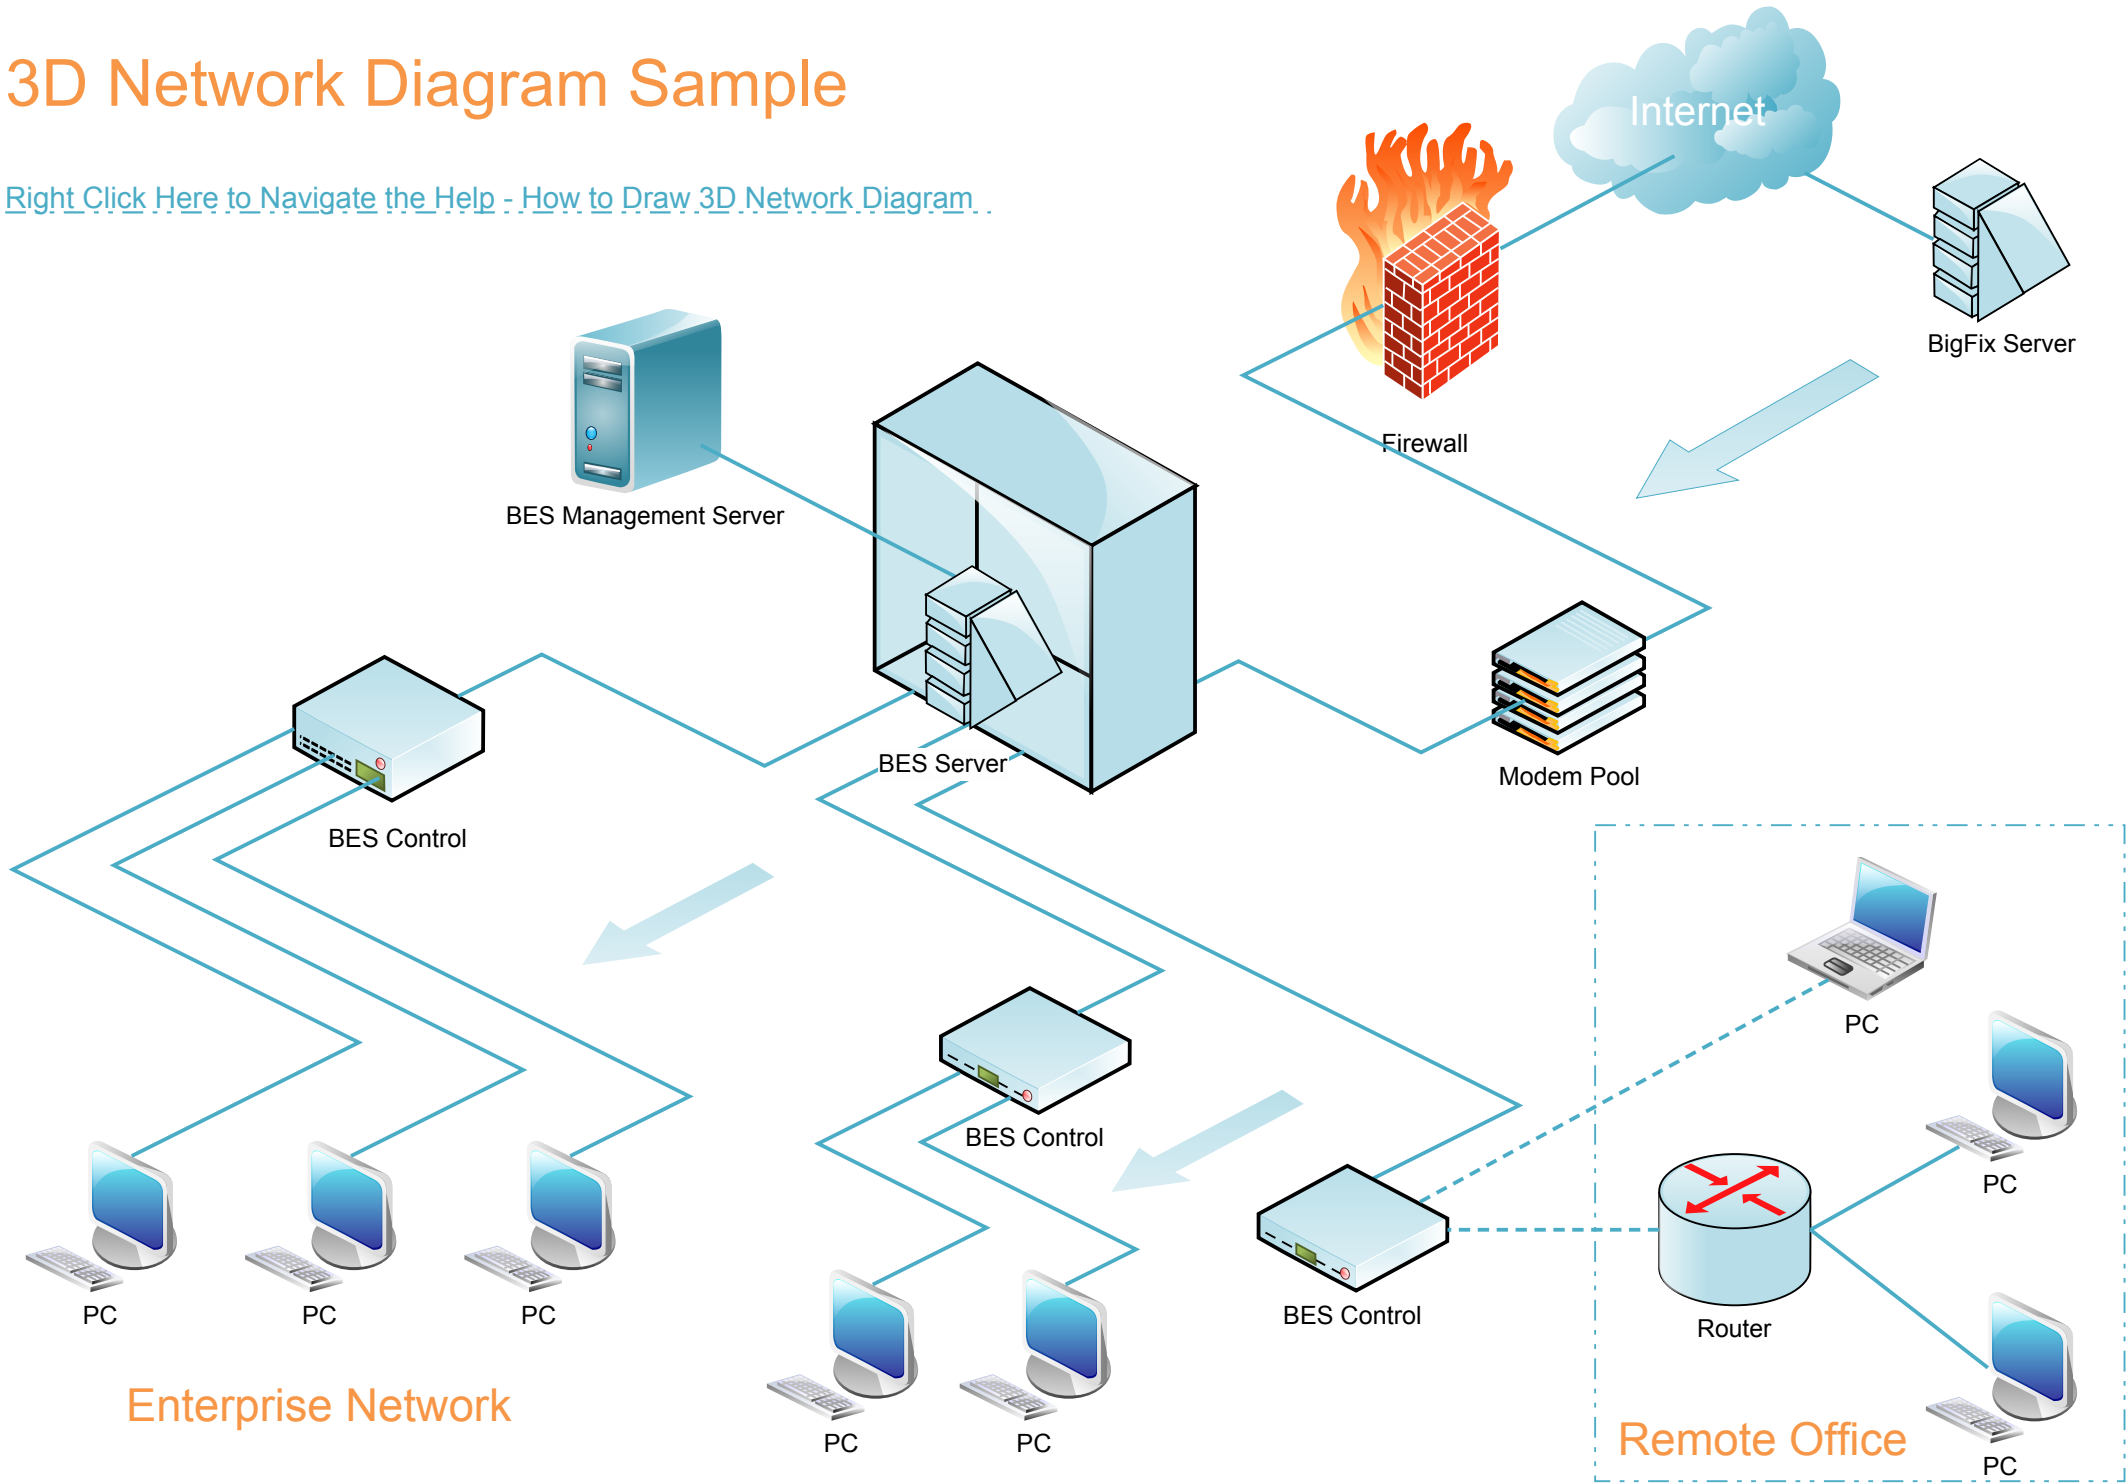 3D Network Diagram Sample
Internet
Right Click Here to Navigate the Help - How to Draw 3D Network Diagram
BigFix Server
Firewall
BES Management Server
BES Server
Modem Pool
BES Control
PC
BES Control
PC
BES Control
Router
PC
PC
PC
Enterprise Network
PC
PC
Remote Office
PC